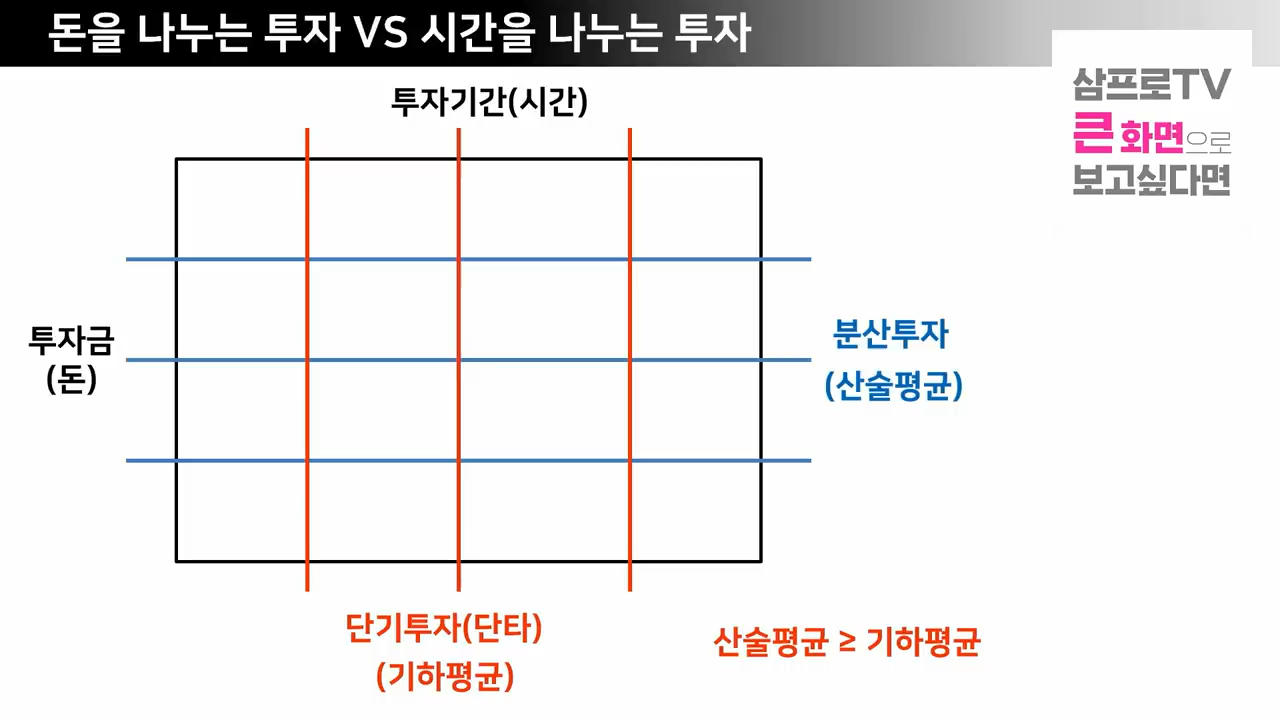 돈을 나누는 투자 VS 시간을 나누는 투자
삼프로TV
큰 화면으로
보고싶다면
투자기간(시간)
투자금
(돈)
분산투자
(산술평균)
단기투자(단타)
(기하평균)
산술평균 ≥ 기하평균